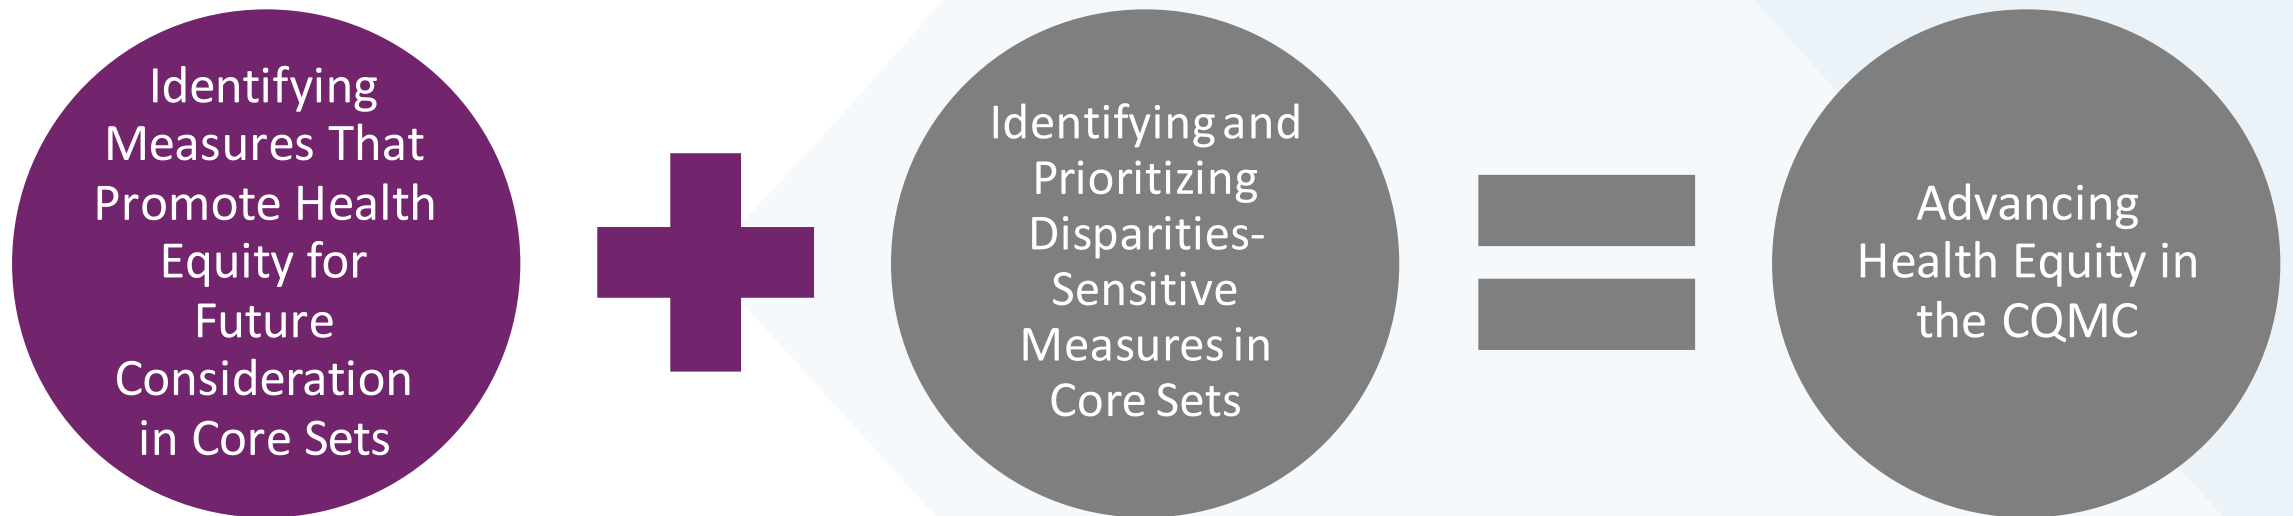 Identifying
Measures That
Promote Health
Equity for
Future
Consideration
in Core Sets
Identifying and
Prioritizing
Disparities-
Sensitive
Measures in
Core Sets
Advancing
Health Equity in
the CQMC